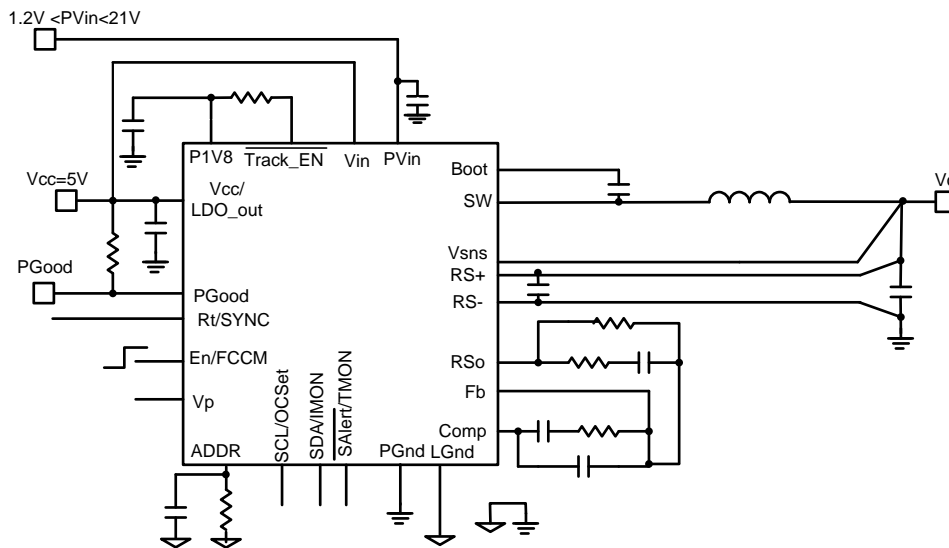 1.2V <PVin<21V
P1V8
Track_EN
Vin
PVin
Boot
Vcc=5V
Vcc/
LDO_out
SW
Vsns
PGood
RS+
PGood
RS-
Rt/SYNC
En/FCCM
RSo
Vp
Fb
SCL/OCSet
SDA/IMON
SAlert/TMON
Comp
ADDR
PGnd
LGnd